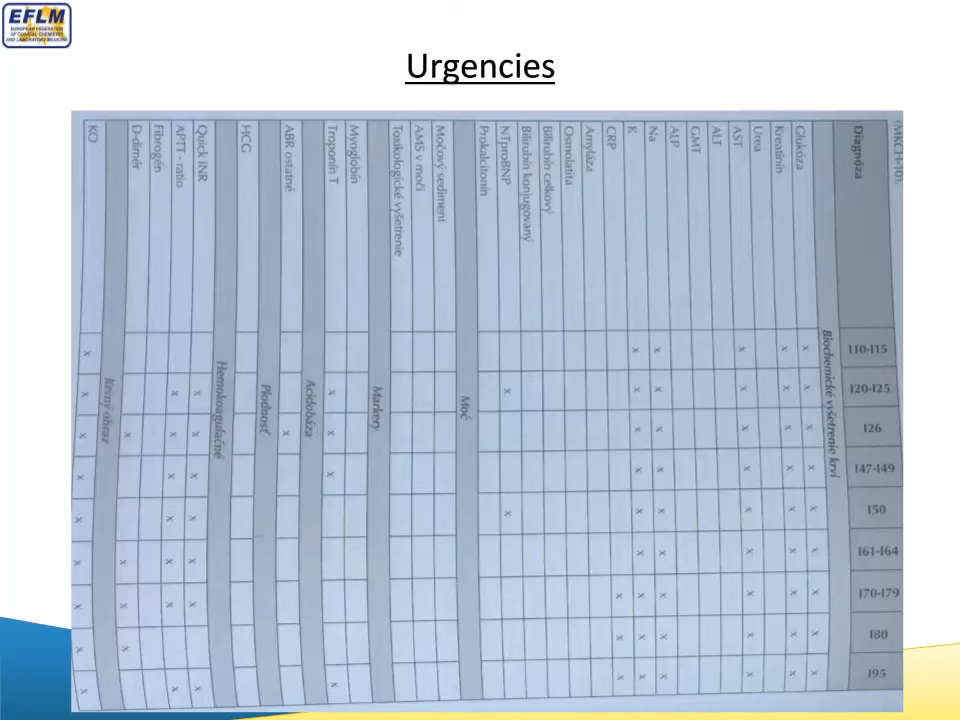 EFLM
EUROPEAN FEDERATION
OF CLINICAL CHEMISTRY
AND LABORATORY MEDICINE
Urgencies
(MKCH-10).
Diagnóza I10-I15 I20-I25 I26 I47-I49 I50 I61-I64 I70-I79 I80 I95
Biochemické vyšetrenie krvi
Glukóza x x x x x x x x x
Kreatinín x x x x x x x x x
Urea
AST x x x x x x x x x
ALT
GMT
ALP
Na x x x x x x x x x
K x x x x x x x x x
CRP x x x
Amyláza
Osmolalita
Bilirubín celkový
Bilirubín konjugovaný
NTproBNP x x
Prokalcitonín
Moč
Močový sediment
AMS v moči
Toxikologické vyšetrenie
Markery
Myoglobín
Troponín T x x x x
Acidobáza
ABR ostatné x
Plodnosť
HCG
Hemokoagulačné
Quick INR x x x x x x x
APTT - ratio x x x x x x x
Fibrogén
D-dimér x x x x
Krvný obraz
KO x x x x x x x x x